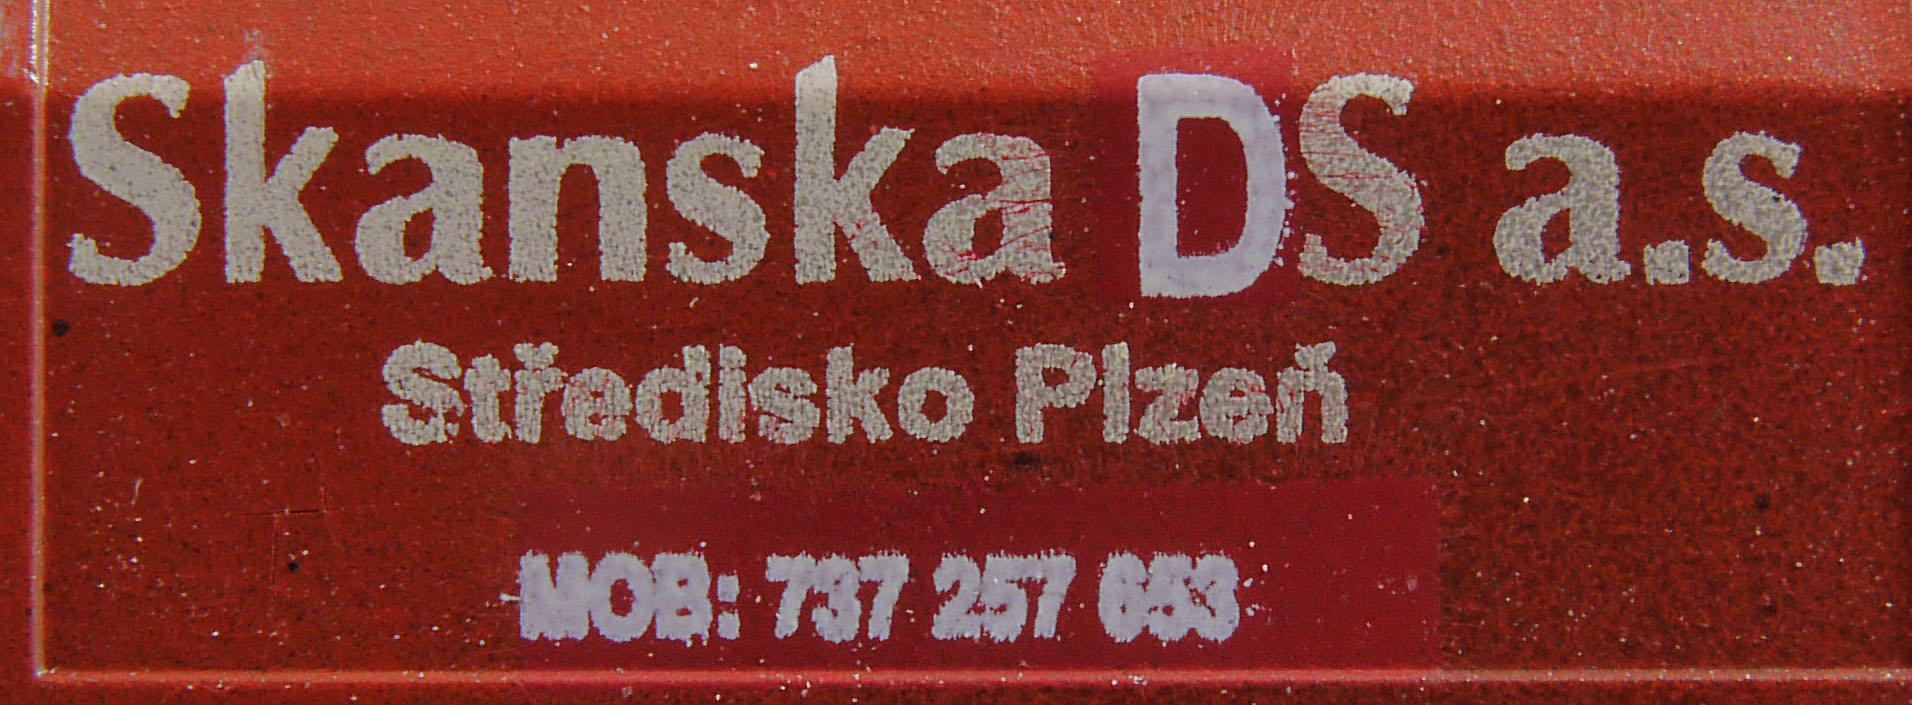 Skanska DS a.s.
Středisko Plzeň
MOB: 737 257 653